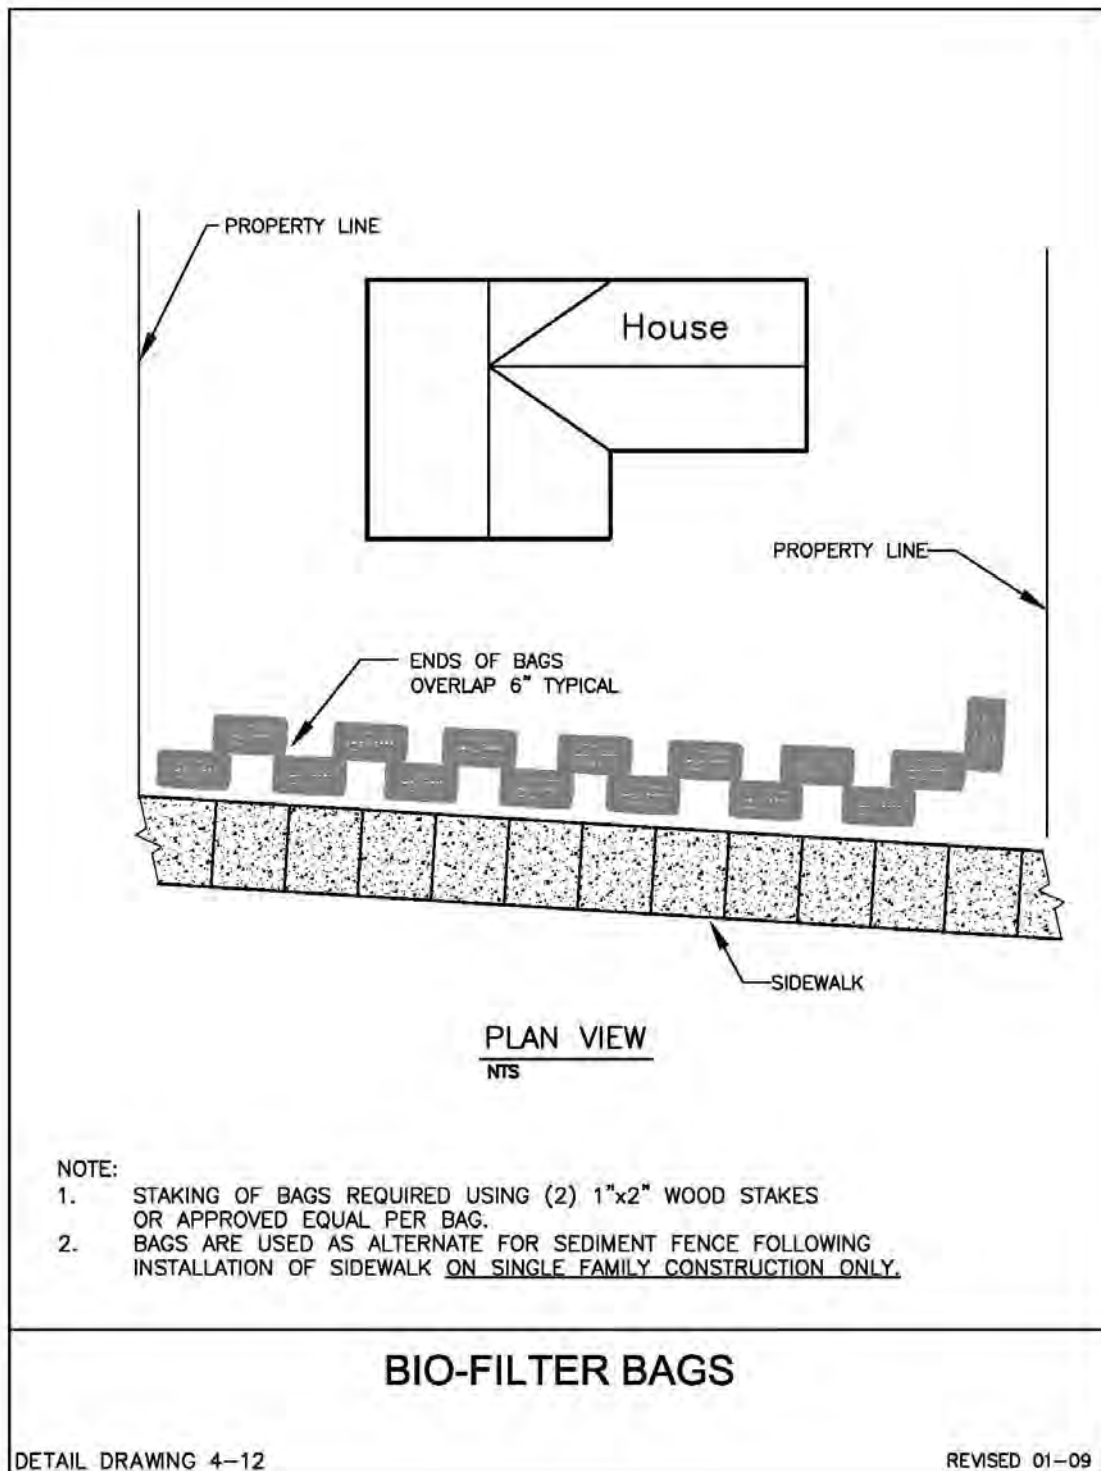 PROPERTY LINE
House
PROPERTY LINE
ENDS OF BAGS
OVERLAP 6" TYPICAL
SIDEWALK
PLAN VIEW
NTS
NOTE:
1. STAKING OF BAGS REQUIRED USING (2) 1"x2" WOOD STAKES
OR APPROVED EQUAL PER BAG.
2. BAGS ARE USED AS ALTERNATE FOR SEDIMENT FENCE FOLLOWING
INSTALLATION OF SIDEWALK ON SINGLE FAMILY CONSTRUCTION ONLY.
BIO-FILTER BAGS
DETAIL DRAWING 4-12
REVISED 01-09